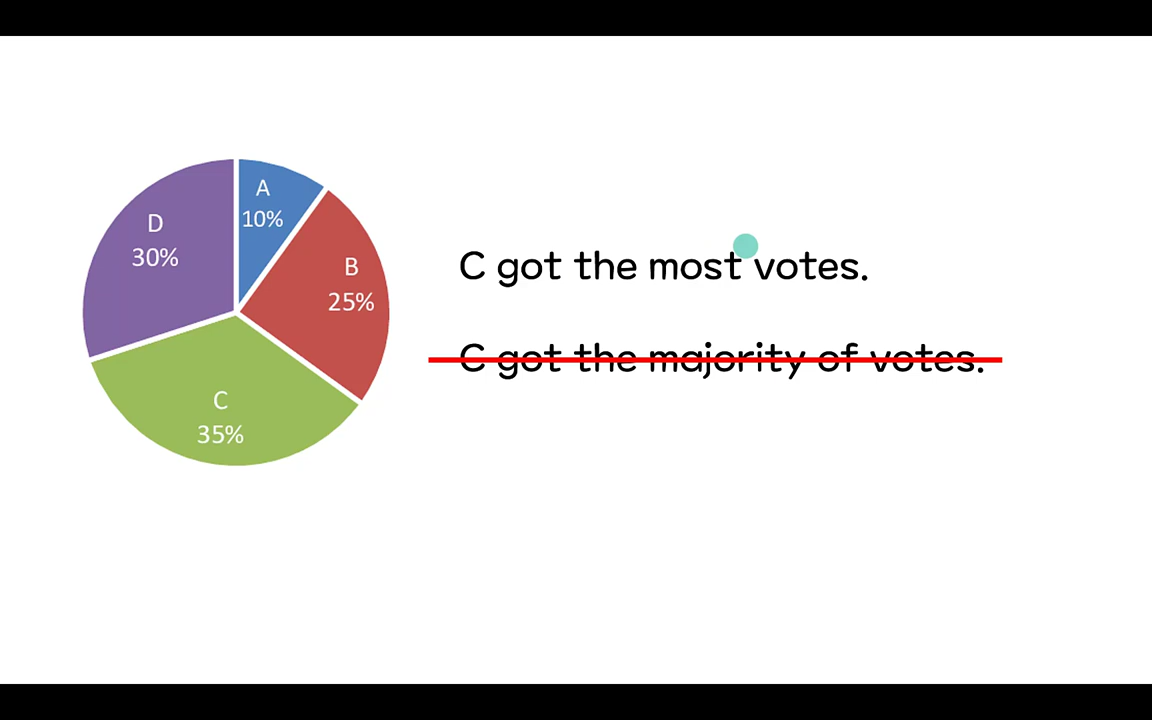 A
10%
B
25%
C
35%
D
30%
C got the most votes.
C got the majority of votes.